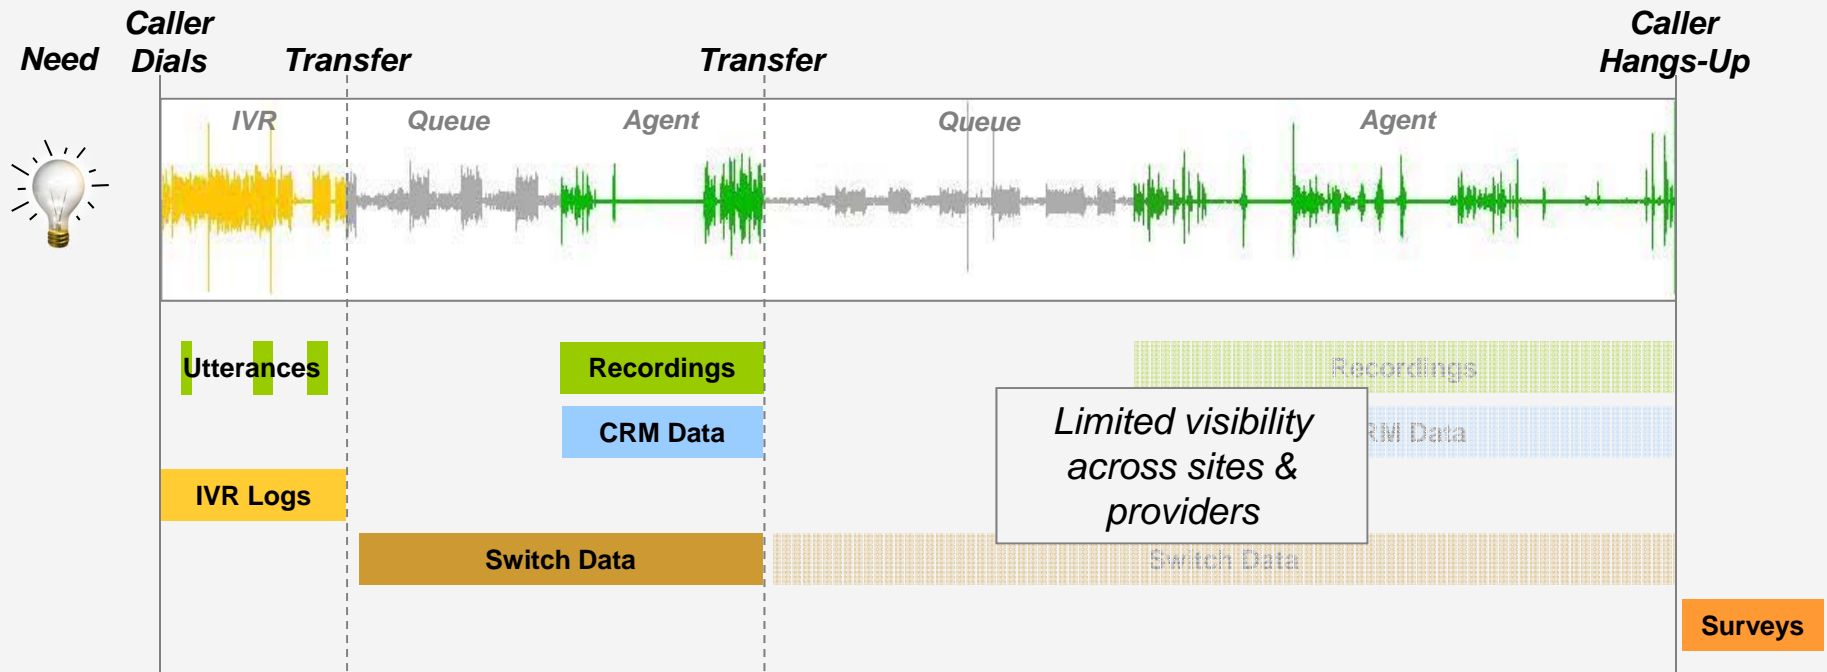 Need
Caller
Dials
Transfer
Transfer
Caller
Hangs-Up
IVR
Queue
Agent
Queue
Agent
Utterances
Recordings
Recordings
CRM Data
RM Data
Limited visibility
across sites &
providers
IVR Logs
Switch Data
Switch Data
Surveys